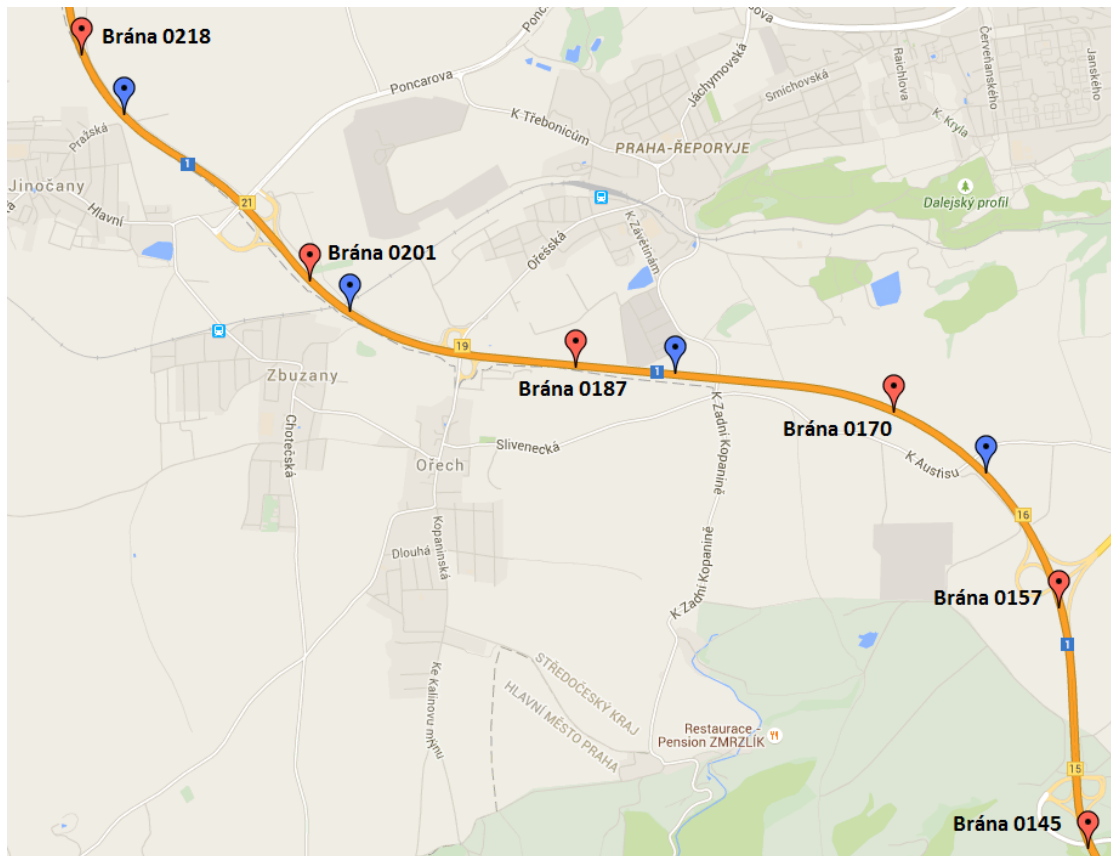 Brána 0218
Poncarova
Jáchymovská
Smichovská
Raichlova
Červeňanského
Janského
K. Kryla
Pražská
K Třebonicům
1
PRAHA-ŘEPORYJE
Jinočany
Hlavní
21
Dalejský profil
K Závětinám
Ořešská
Brána 0201
19
Zbuzany
Brána 0187
1
Chotečská
Slivenecká
K Zadní Kopanině
Brána 0170
Ořech
K Austisu
Kopaninská
16
Dlouhá
K Zadní Kopanině
Brána 0157
1
STŘEDOČESKÝ KRAJ
HLAVNÍ MĚSTO PRAHA
Ke Kalinovu mlýnu
Restaurace -
Pension ZMRZLÍK
15
Brána 0145